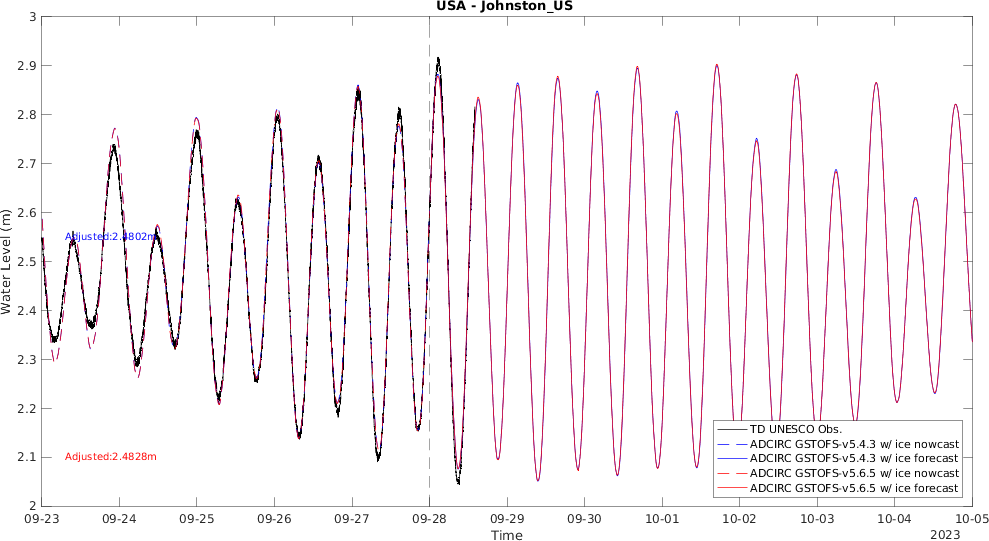 USA - Johnston_US
3
2.9
2.8
2.7
2.6
2.5
2.4
2.3
2.2
2.1
2
Water Level (m)
Adjusted:2.4802m
Adjusted:2.4828m
TD UNESCO Obs.
ADCIRC GSTOFS-v5.4.3 w/ ice nowcast
ADCIRC GSTOFS-v5.4.3 w/ ice forecast
ADCIRC GSTOFS-v5.6.5 w/ ice nowcast
ADCIRC GSTOFS-v5.6.5 w/ ice forecast
09-23 09-24 09-25 09-26 09-27 09-28 09-29 09-30 10-01 10-02 10-03 10-04 10-05
Time
2023